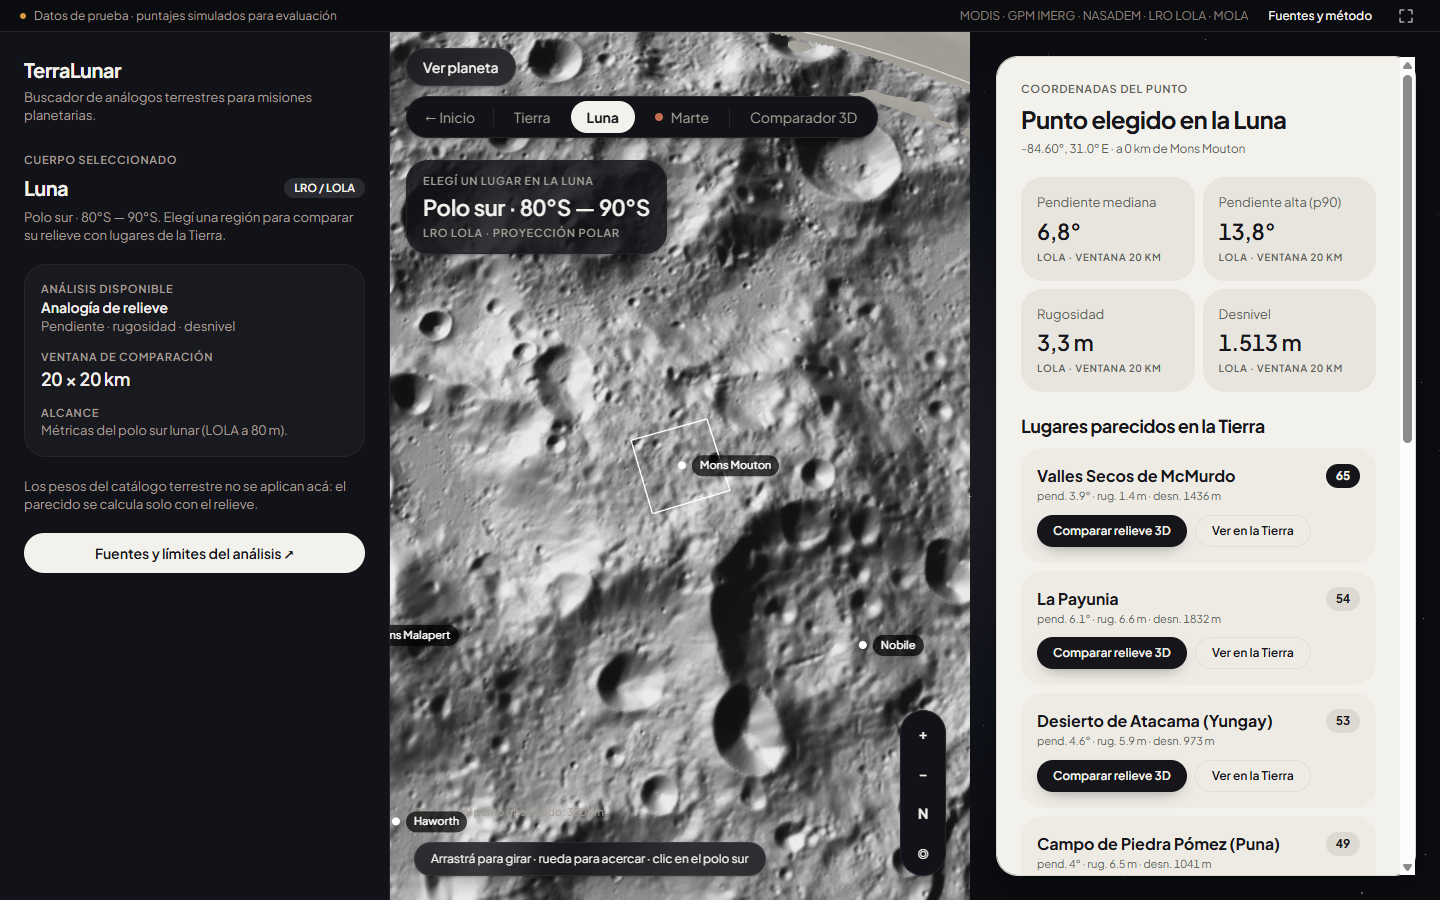 Datos de prueba · puntajes simulados para evaluación
MODIS · GPM IMERG · NASADEM · LRO LOLA · MOLA
Fuentes y método
TerraLunar
Buscador de análogos terrestres para misiones
planetarias.
CUERPO SELECCIONADO
Luna
LRO / LOLA
Polo sur · 80°S — 90°S. Elegí una región para comparar
su relieve con lugares de la Tierra.
ANÁLISIS DISPONIBLE
Analogía de relieve
Pendiente · rugosidad · desnivel
VENTANA DE COMPARACIÓN
20 × 20 km
ALCANCE
Métricas del polo sur lunar (LOLA a 80 m).
Los pesos del catálogo terrestre no se aplican acá: el
parecido se calcula solo con el relieve.
Fuentes y límites del análisis ↗
Ver planeta
← Inicio
Tierra
Luna
Marte
Comparador 3D
ELEGÍ UN LUGAR EN LA LUNA
Polo sur · 80°S — 90°S
LRO LOLA · PROYECCIÓN POLAR
Mons Mouton
ns Malapert
Nobile
Haworth
+
−
N
Arrastrá para girar · rueda para acercar · clic en el polo sur
COORDENADAS DEL PUNTO
Punto elegido en la Luna
-84.60°, 31.0° E · a 0 km de Mons Mouton
Pendiente mediana
6,8°
LOLA · VENTANA 20 KM
Pendiente alta (p90)
13,8°
LOLA · VENTANA 20 KM
Rugosidad
3,3 m
LOLA · VENTANA 20 KM
Desnivel
1.513 m
LOLA · VENTANA 20 KM
Lugares parecidos en la Tierra
Valles Secos de McMurdo
65
pend. 3.9° · rug. 1.4 m · desn. 1436 m
Comparar relieve 3D
Ver en la Tierra
La Payunia
54
pend. 6.1° · rug. 6.6 m · desn. 1832 m
Comparar relieve 3D
Ver en la Tierra
Desierto de Atacama (Yungay)
53
pend. 4.6° · rug. 5.9 m · desn. 973 m
Comparar relieve 3D
Ver en la Tierra
Campo de Piedra Pómez (Puna)
49
pend. 4° · rug. 6.5 m · desn. 1041 m